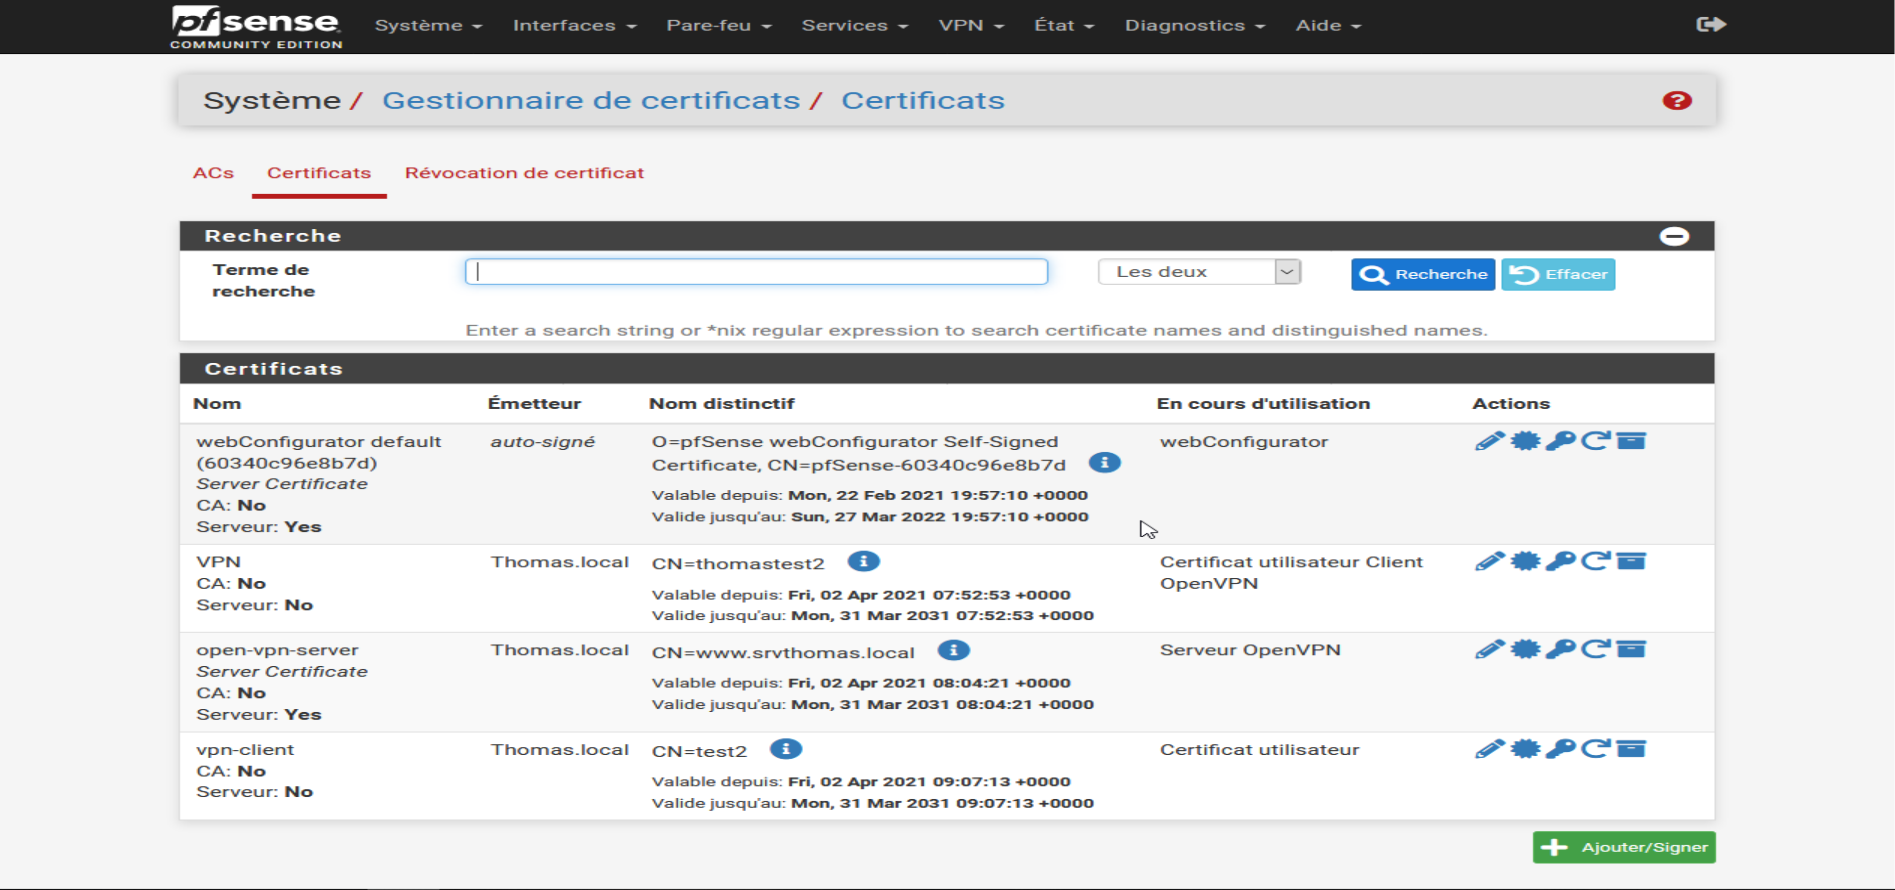 pfsense
COMMUNITY EDITION
Système Interfaces Pare-feu Services VPN État Diagnostics Aide
Système / Gestionnaire de certificats / Certificats
ACs Certificats Révocation de certificat
Recherche
Terme de
recherche
Les deux Recherche Effacer
Enter a search string or *nix regular expression to search certificate names and distinguished names.
Certificats
Nom Émetteur Nom distinctif En cours d'utilisation Actions
webConfigurator default auto-signé O=pfSense webConfigurator Self-Signed webConfigurator
(60340c96e8b7d) Certificate, CN=pfSense-60340c96e8b7d
Server Certificate
CA: No Valable depuis: Mon, 22 Feb 2021 19:57:10 +0000
Serveur: Yes Valide jusqu'au: Sun, 27 Mar 2022 19:57:10 +0000
VPN Thomas.local CN=thomastest2 Certificat utilisateur Client
CA: No OpenVPN
Serveur: No Valable depuis: Fri, 02 Apr 2021 07:52:53 +0000
Valide jusqu'au: Mon, 31 Mar 2031 07:52:53 +0000
open-vpn-server Thomas.local CN=www.srvthomas.local Serveur OpenVPN
Server Certificate
CA: No Valable depuis: Fri, 02 Apr 2021 08:04:21 +0000
Serveur: Yes Valide jusqu'au: Mon, 31 Mar 2031 08:04:21 +0000
vpn-client Thomas.local CN=test2 Certificat utilisateur
CA: No Valable depuis: Fri, 02 Apr 2021 09:07:13 +0000
Serveur: No Valide jusqu'au: Mon, 31 Mar 2031 09:07:13 +0000
Ajouter/Signer